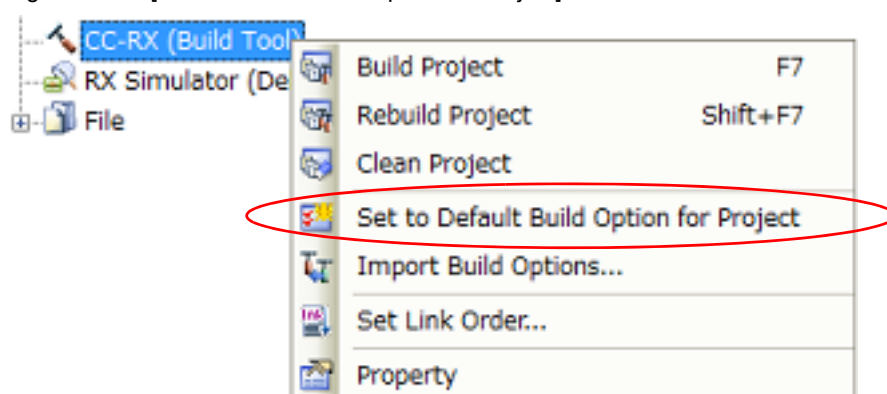 CC-RX (Build Tool)
RX Simulator (De
File
Build Project F7
Rebuild Project Shift+F7
Clean Project
Set to Default Build Option for Project
Import Build Options...
Set Link Order...
Property